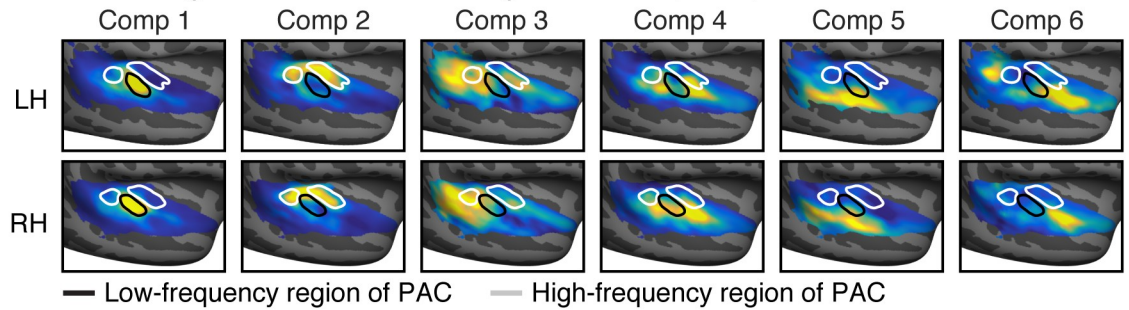 Comp 1 Comp 2 Comp 3 Comp 4 Comp 5 Comp 6
LH
RH
Low-frequency region of PAC High-frequency region of PAC